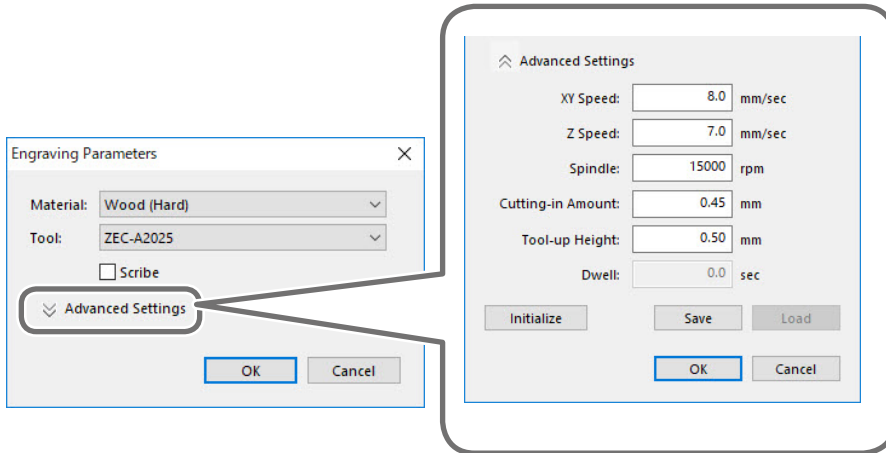 Engraving Parameters
Material: Wood (Hard)
Tool: ZEC-A2025
Scribe
Advanced Settings
OK Cancel
Advanced Settings
XY Speed: 8.0 mm/sec
Z Speed: 7.0 mm/sec
Spindle: 15000 rpm
Cutting-in Amount: 0.45 mm
Tool-up Height: 0.50 mm
Dwell: 0.0 sec
Initialize Save Load
OK Cancel